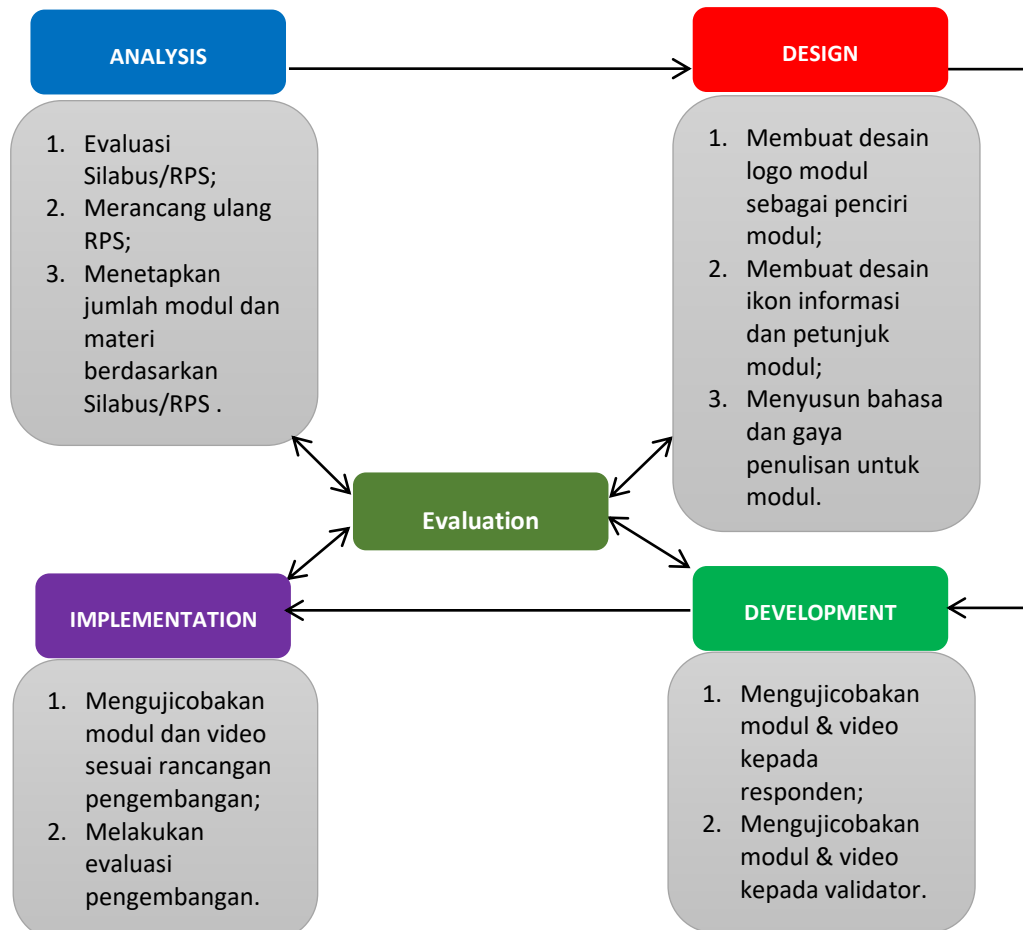 ANALYSIS
1. Evaluasi
Silabus/RPS;
2. Merancang ulang
RPS;
3. Menetapkan
jumlah modul dan
materi
berdasarkan
Silabus/RPS .
DESIGN
1. Membuat desain
logo modul
sebagai penciri
modul;
2. Membuat desain
ikon informasi
dan petunjuk
modul;
3. Menyusun bahasa
dan gaya
penulisan untuk
modul.
Evaluation
IMPLEMENTATION
1. Mengujicobakan
modul dan video
sesuai rancangan
pengembangan;
2. Melakukan
evaluasi
pengembangan.
DEVELOPMENT
1. Mengujicobakan
modul & video
kepada
responden;
2. Mengujicobakan
modul & video
kepada validator.